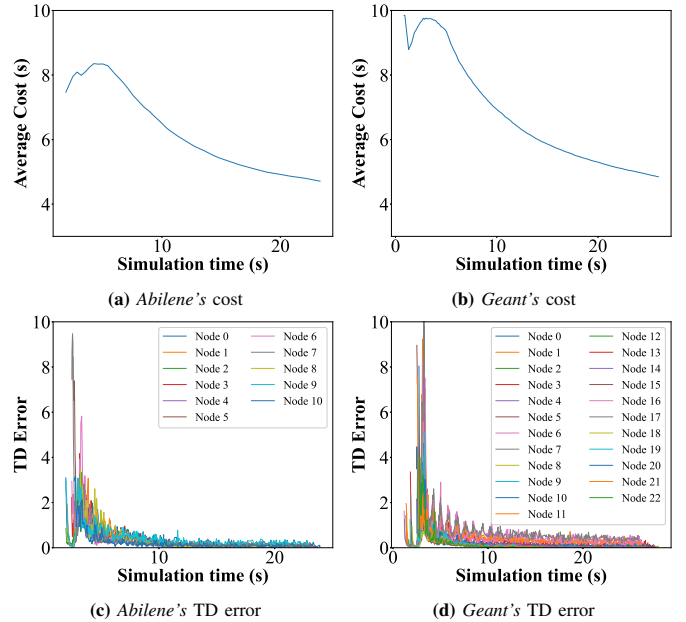 10
8
6
4
Average Cost (s)
10
20
Simulation time (s)
(a) Abilene's cost
10
8
6
4
Average Cost (s)
0
10
20
Simulation time (s)
(b) Geant's cost
10
8
6
4
2
0
TD Error
Node 0
Node 1
Node 2
Node 3
Node 4
Node 5
Node 6
Node 7
Node 8
Node 9
Node 10
10
20
Simulation time (s)
(c) Abilene's TD error
10
8
6
4
2
0
TD Error
Node 0
Node 1
Node 2
Node 3
Node 4
Node 5
Node 6
Node 7
Node 8
Node 9
Node 10
Node 11
Node 12
Node 13
Node 14
Node 15
Node 16
Node 17
Node 18
Node 19
Node 20
Node 21
Node 22
0
10
20
Simulation time (s)
(d) Geant's TD error